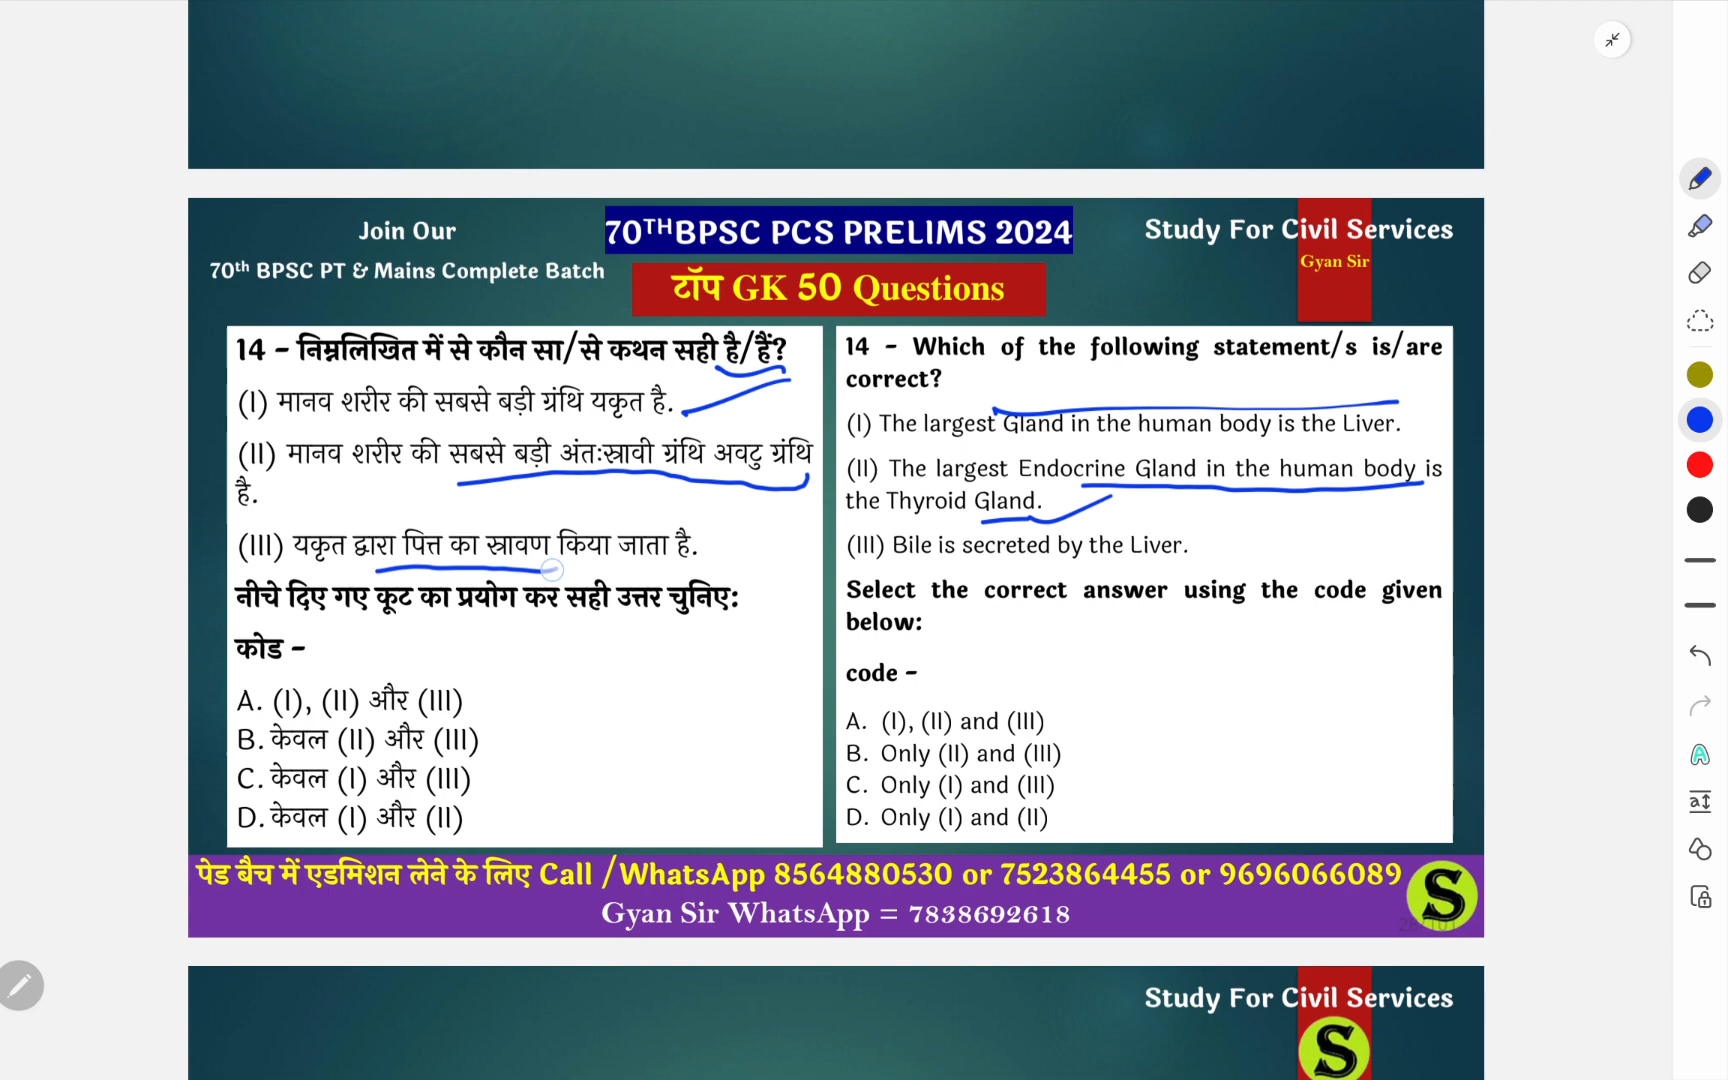 Join Our
70th BPSC PT & Mains Complete Batch
70THBPSC PCS PRELIMS 2024
टॉप GK 50 Questions
Study For Civil Services
Gyan Sir
14 - निम्नलिखित में से कौन सा/से कथन सही है/हैं?
(I) मानव शरीर की सबसे बड़ी ग्रंथि यकृत है.
(II) मानव शरीर की सबसे बड़ी अंतःस्रावी ग्रंथि अवटु ग्रंथि
है.
(III) यकृत द्वारा पित्त का स्रावण किया जाता है.
नीचे दिए गए कूट का प्रयोग कर सही उत्तर चुनिए:
कोड -
A. (I), (II) और (III)
B. केवल (II) और (III)
C. केवल (I) और (III)
D. केवल (I) और (II)
14 - Which of the following statement/s is/are
correct?
(I) The largest Gland in the human body is the Liver.
(II) The largest Endocrine Gland in the human body is
the Thyroid Gland.
(III) Bile is secreted by the Liver.
Select the correct answer using the code given
below:
code -
A. (I), (II) and (III)
B. Only (II) and (III)
C. Only (I) and (III)
D. Only (I) and (II)
पेड बैच में एडमिशन लेने के लिए Call /WhatsApp 8564880530 or 7523864455 or 9696066089
Gyan Sir WhatsApp = 7838692618
S
Study For Civil Services
S